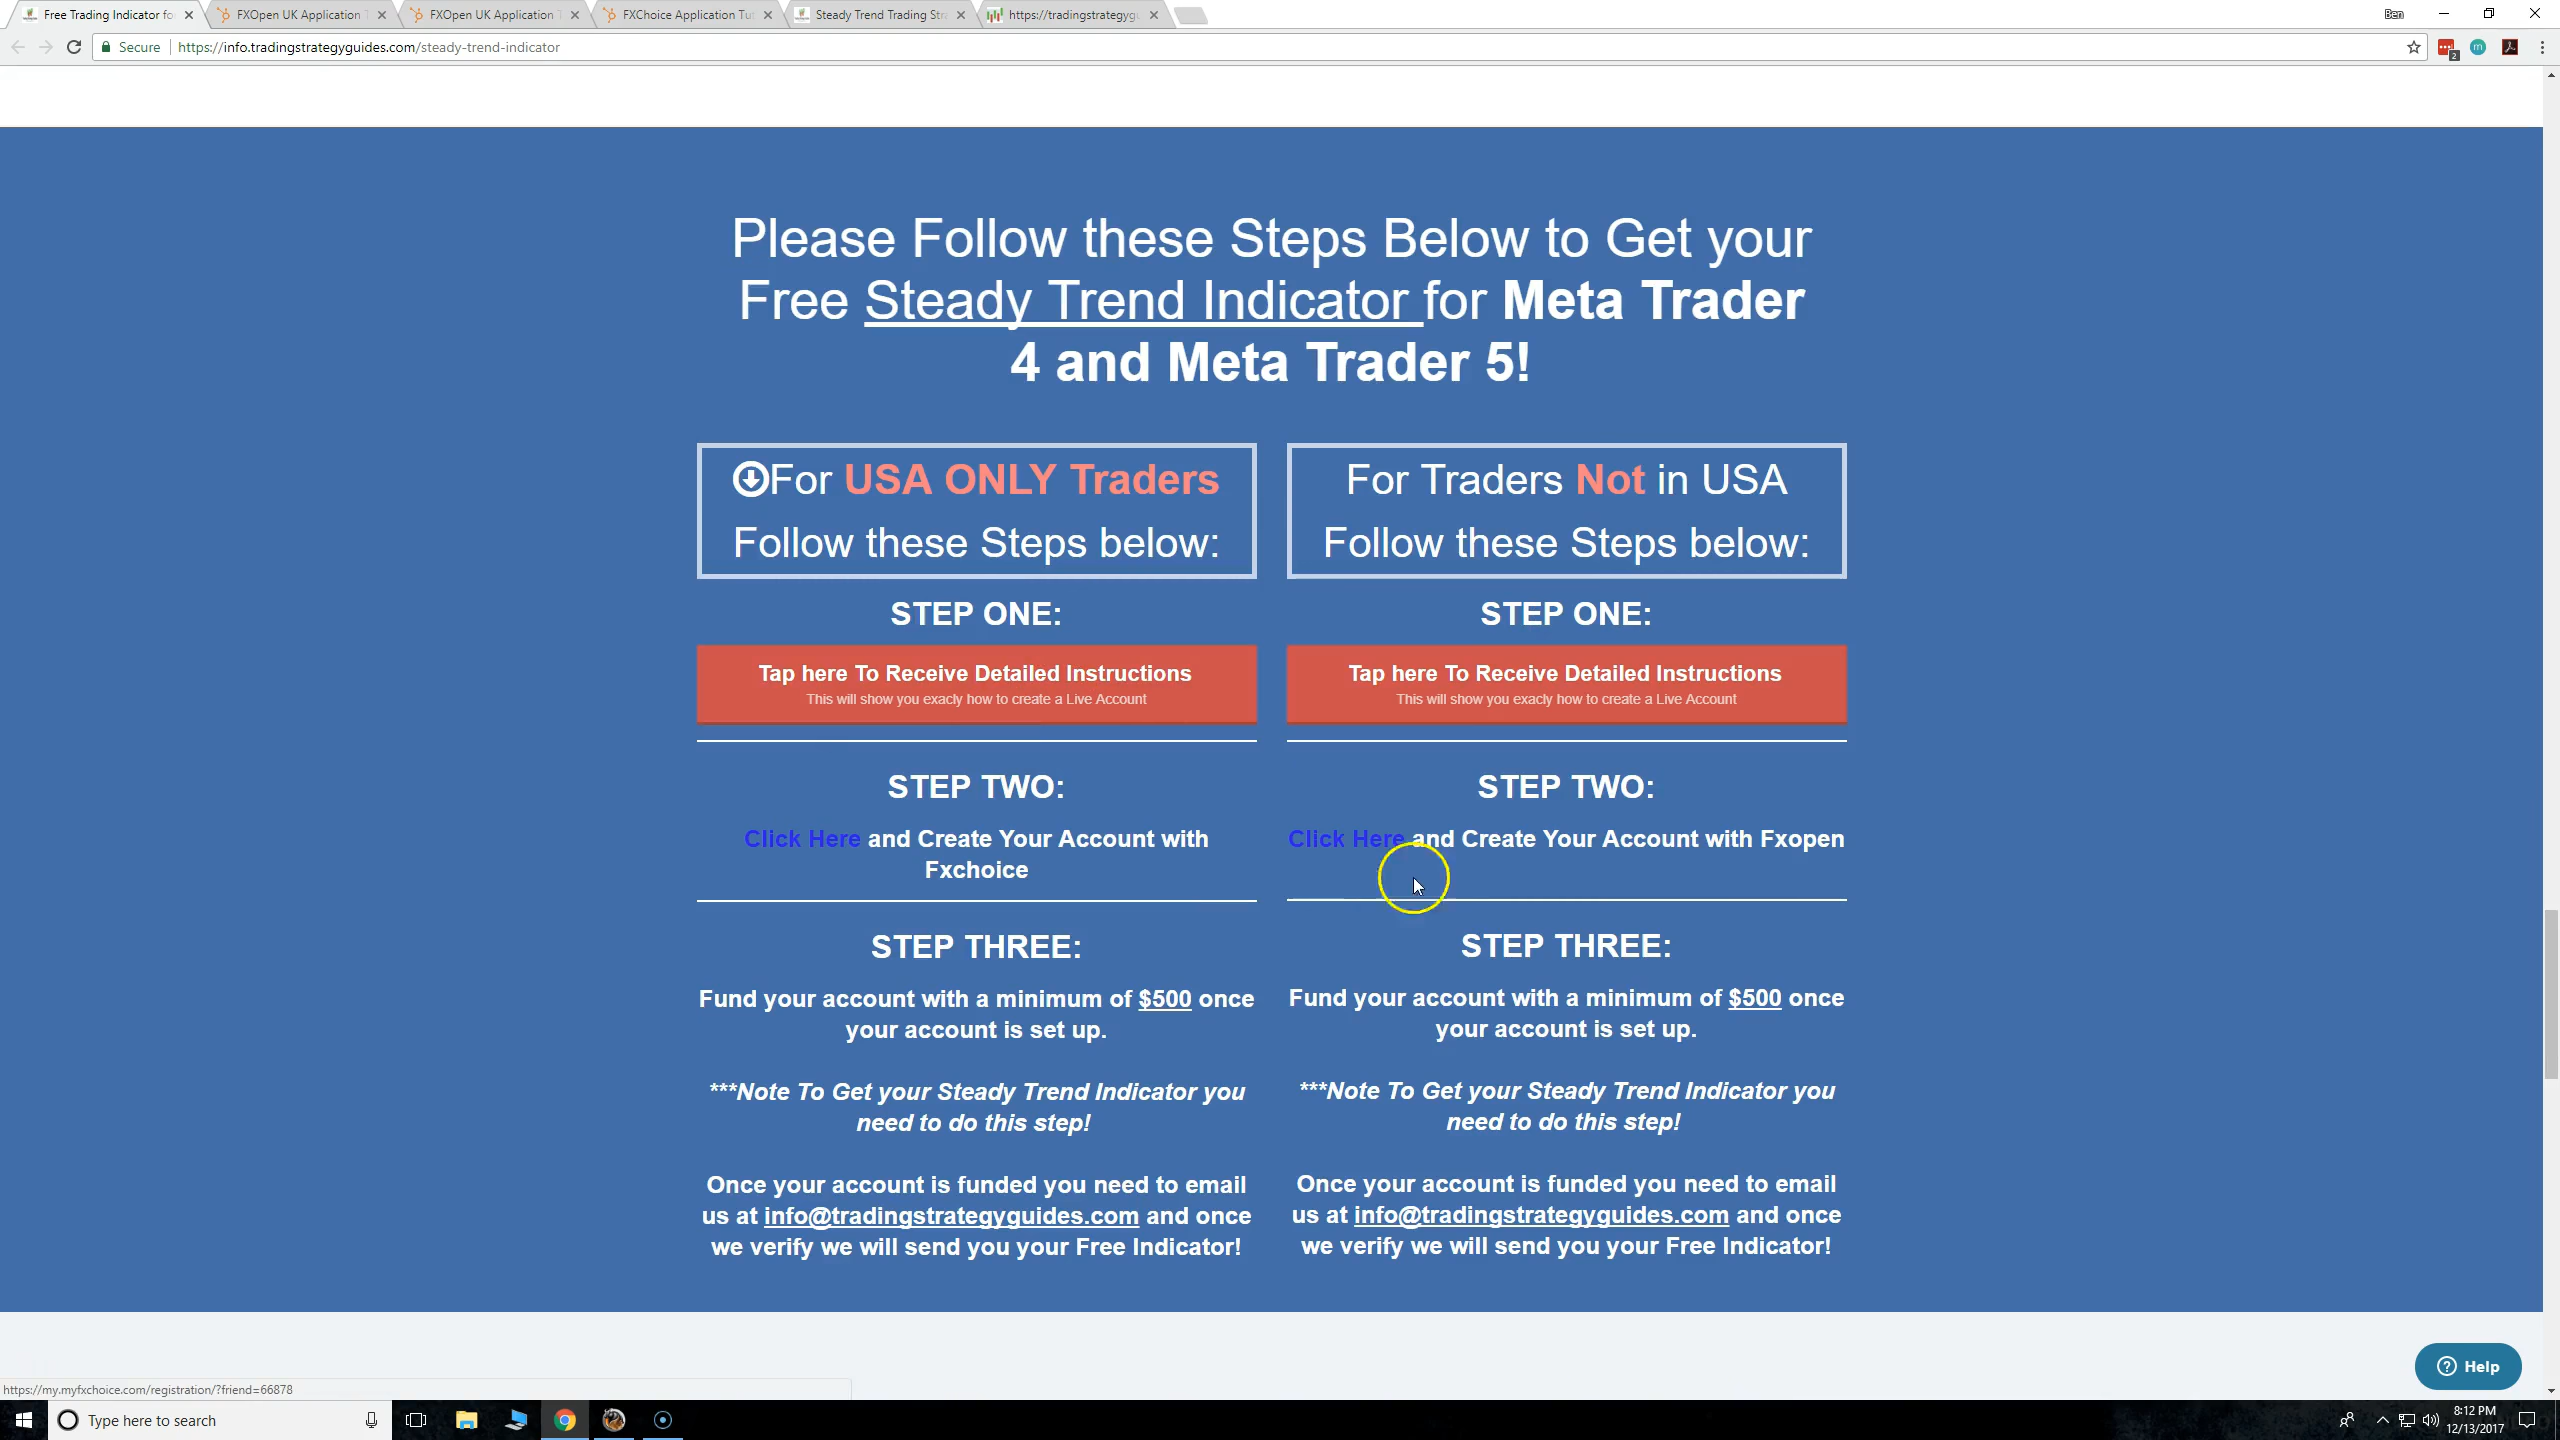 Free Trading Indicator fo
FXOpen UK Application T
FXOpen UK Application T
FXChoice Application Tut
Steady Trend Trading Stra
https://tradingstrategygu
Ben
Secure
https://info.tradingstrategyguides.com/steady-trend-indicator
2
m
Please Follow these Steps Below to Get your
Free Steady Trend Indicator for Meta Trader
4 and Meta Trader 5!
For USA ONLY Traders
Follow these Steps below:
STEP ONE:
Tap here To Receive Detailed Instructions
This will show you exacly how to create a Live Account
STEP TWO:
Click Here and Create Your Account with
Fxchoice
STEP THREE:
Fund your account with a minimum of $500 once
your account is set up.
***Note To Get your Steady Trend Indicator you
need to do this step!
Once your account is funded you need to email
us at info@tradingstrategyguides.com and once
we verify we will send you your Free Indicator!
For Traders Not in USA
Follow these Steps below:
STEP ONE:
Tap here To Receive Detailed Instructions
This will show you exacly how to create a Live Account
STEP TWO:
Click Here and Create Your Account with Fxopen
STEP THREE:
Fund your account with a minimum of $500 once
your account is set up.
***Note To Get your Steady Trend Indicator you
need to do this step!
Once your account is funded you need to email
us at info@tradingstrategyguides.com and once
we verify we will send you your Free Indicator!
Help
https://my.myfxchoice.com/registration/?friend=66878
Type here to search
8:12 PM
12/13/2017